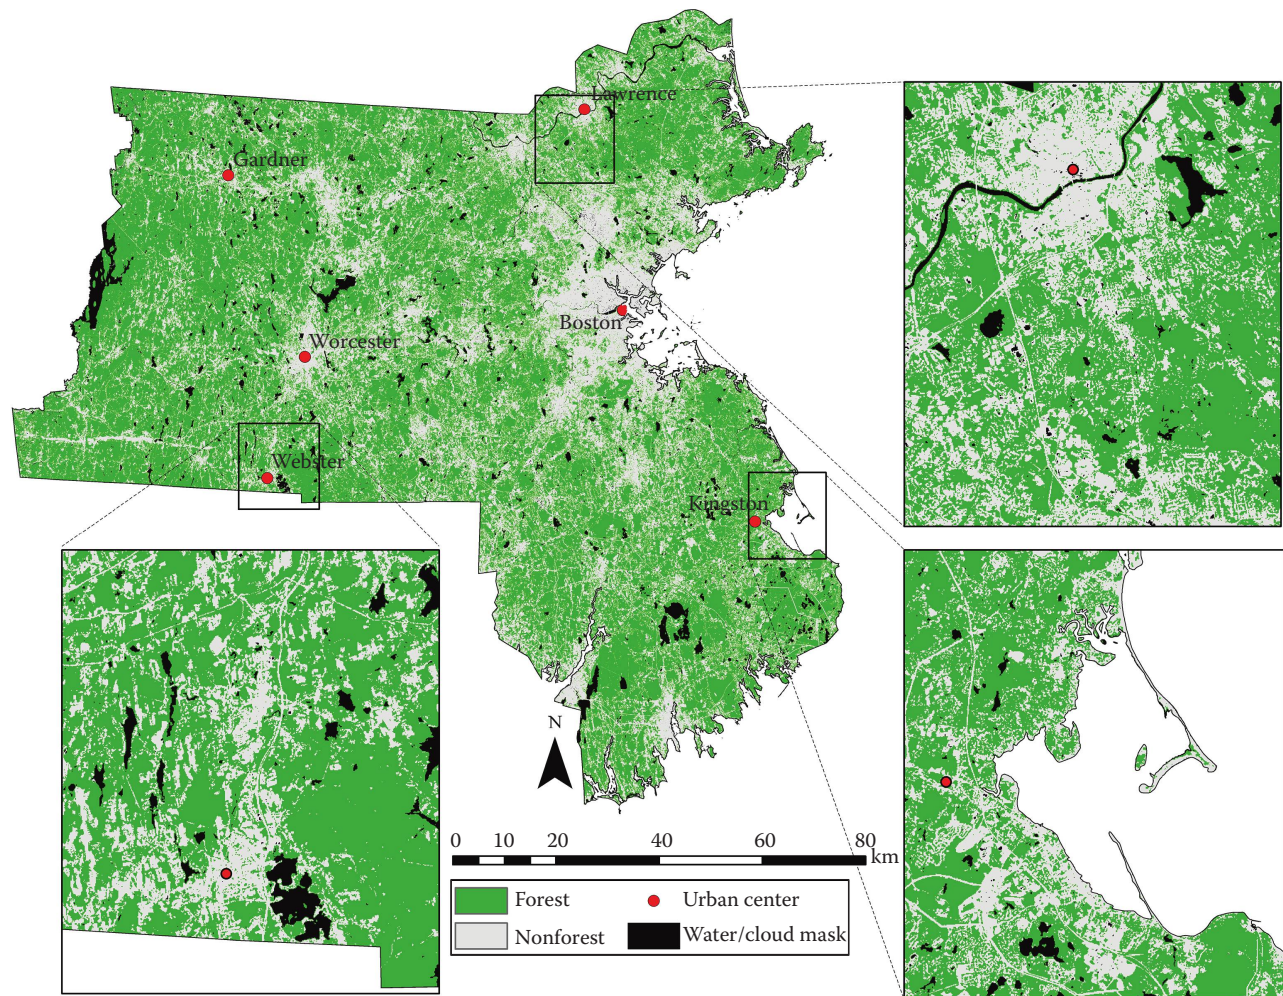 Lawrence
Gardner
Boston
Worcester
Webster
Kingston
N
0 10 20 40 60 80
km
Forest
Urban center
Nonforest
Water/cloud mask